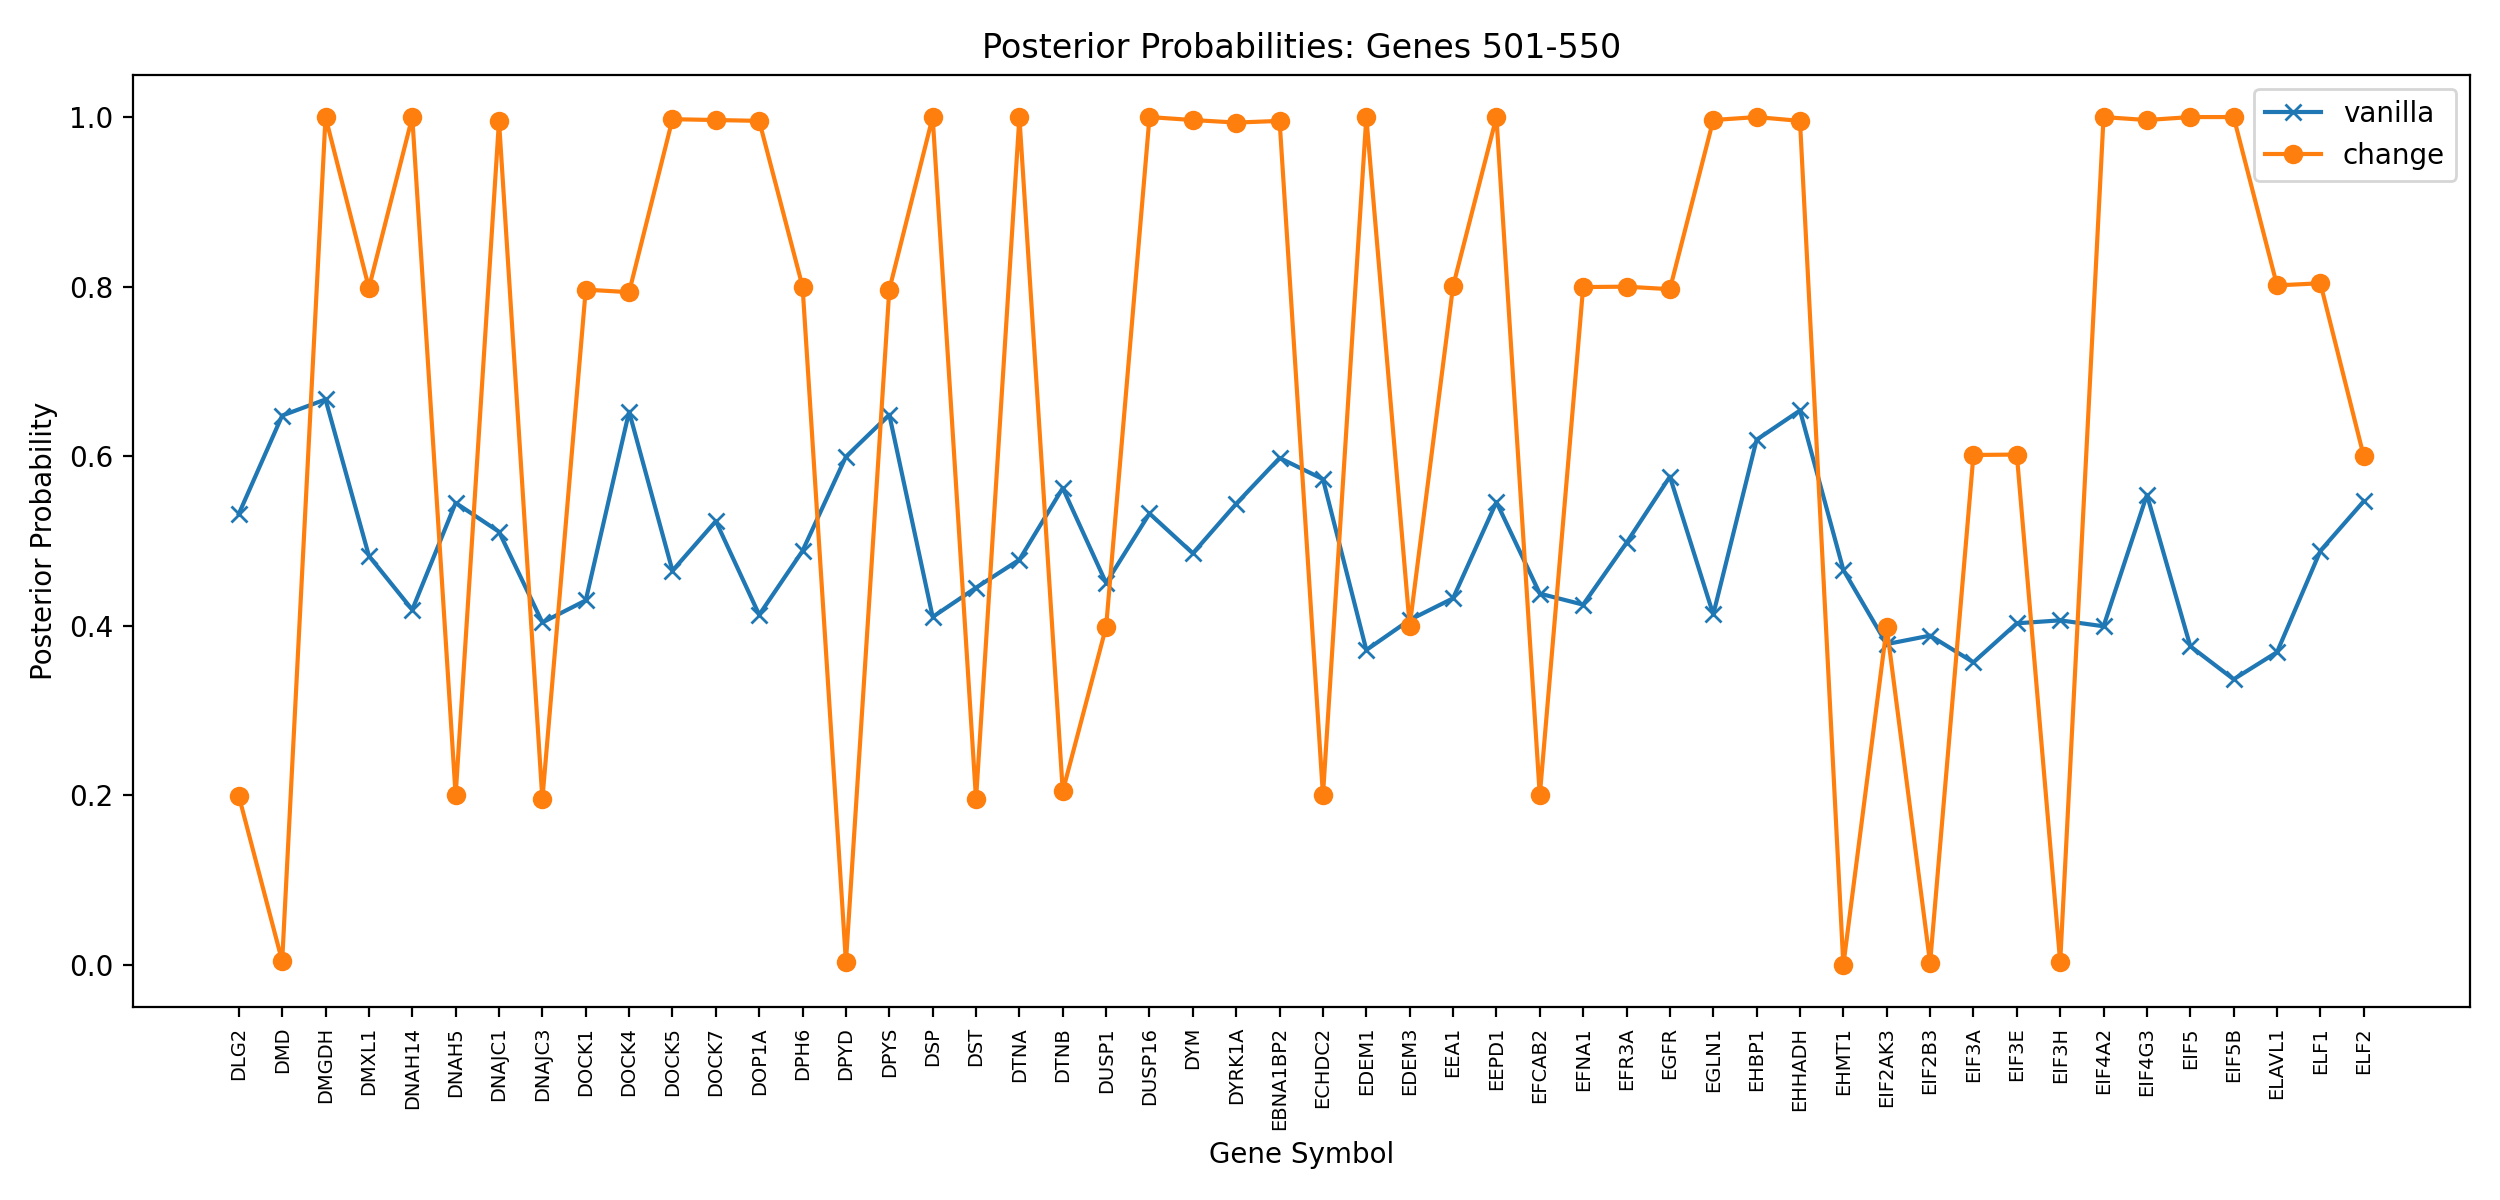 Posterior Probabilities: Genes 501-550
vanilla
change
Posterior Probability
1.0
0.8
0.6
0.4
0.2
0.0
DLG2
DMD
DMGDH
DMXL1
DNAH14
DNAH5
DNAJC1
DNAJC3
DOCK1
DOCK4
DOCK5
DOCK7
DOP1A
DPH6
DPYD
DPYS
DSP
DST
DTNA
DTNB
DUSP1
DUSP16
DYM
DYRK1A
EBNA1BP2
ECHDC2
EDEM1
EDEM3
EEA1
EEPD1
EFCAB2
EFNA1
EFR3A
EGFR
EGLN1
EHBP1
EHHADH
EHMT1
EIF2AK3
EIF2B3
EIF3A
EIF3E
EIF3H
EIF4A2
EIF4G3
EIF5
EIF5B
ELAVL1
ELF1
ELF2
Gene Symbol